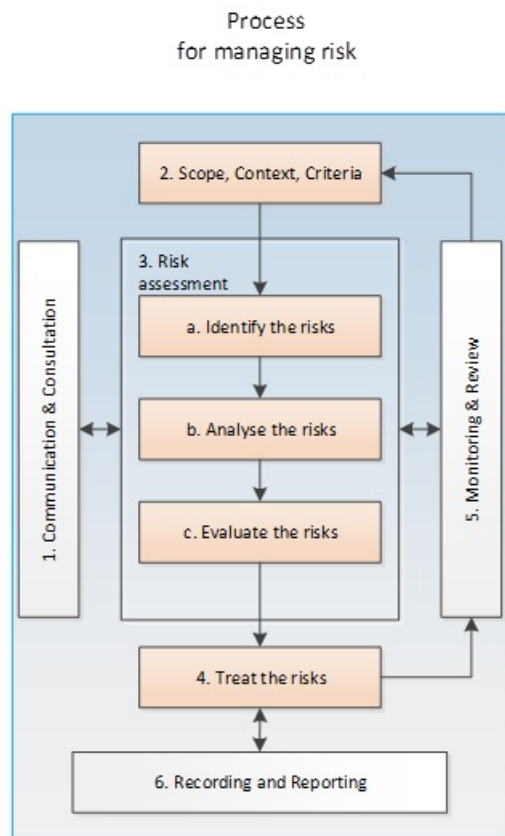 Process
for managing risk
2. Scope, Context, Criteria
3. Risk
assessment
a. Identify the risks
b. Analyse the risks
c. Evaluate the risks
1. Communication & Consultation
5. Monitoring & Review
4. Treat the risks
6. Recording and Reporting